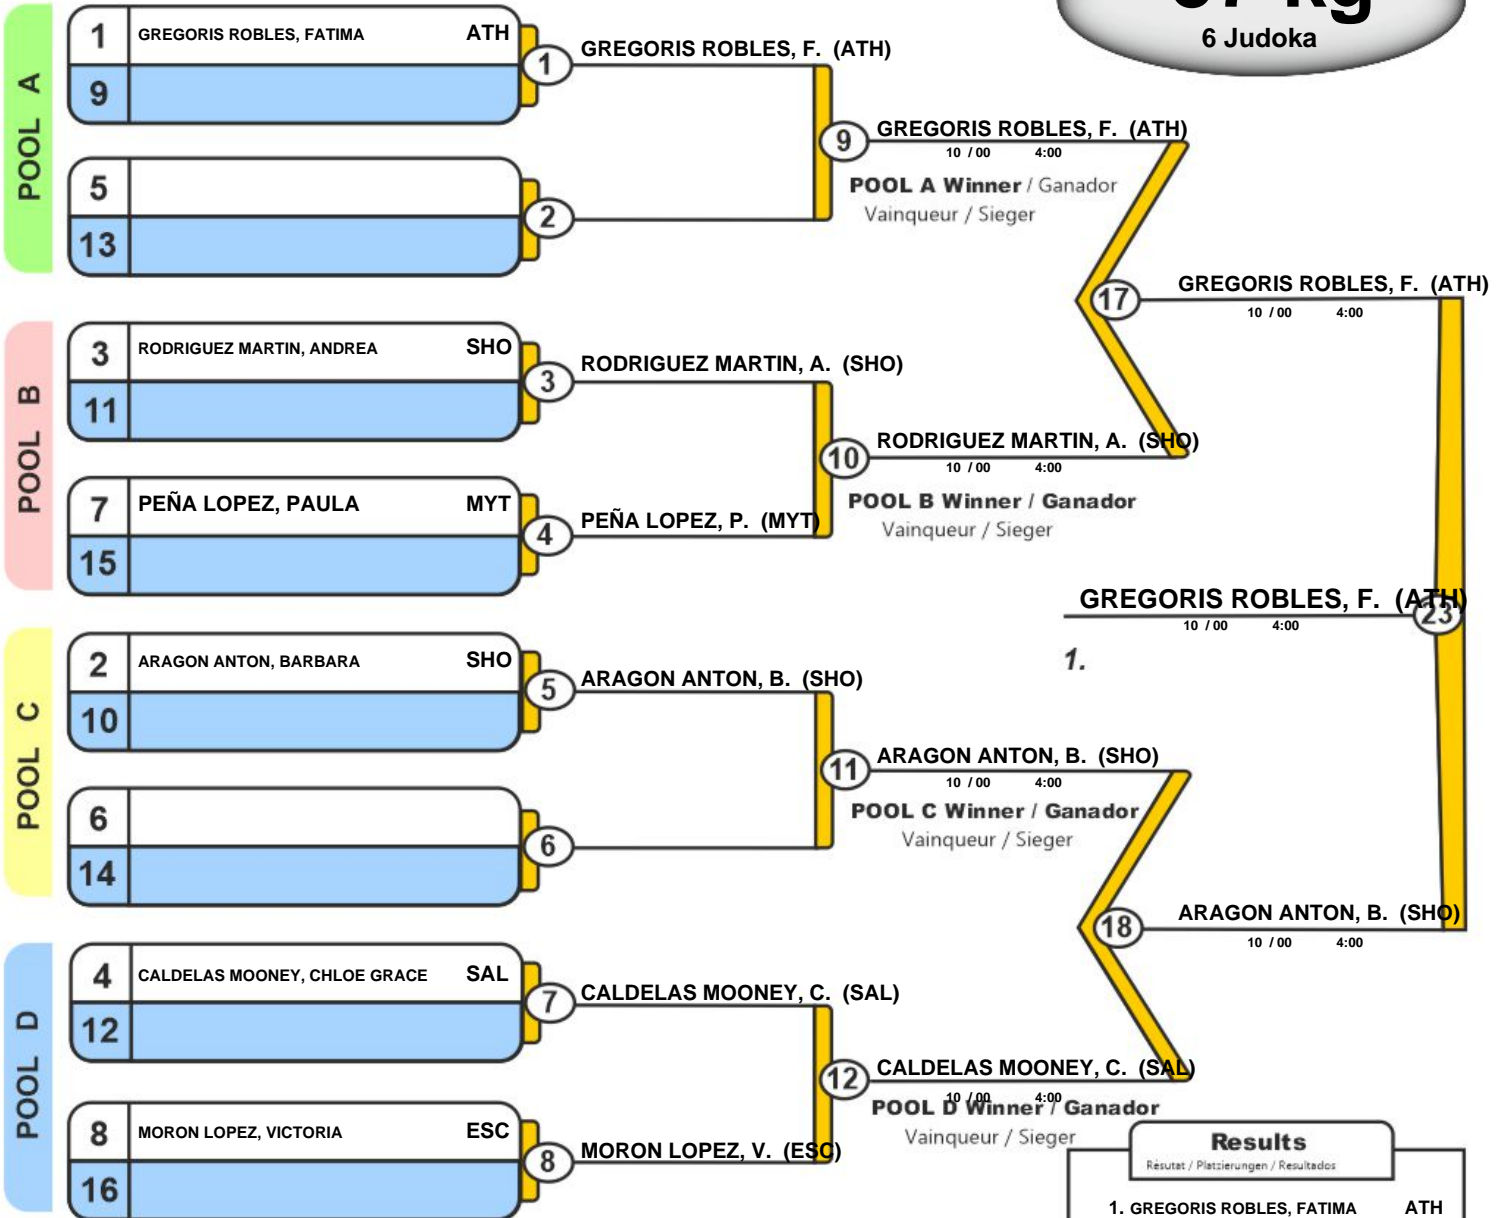 kg
6 Judoka
POOL A
1 GREGORIS ROBLES, FATIMA ATH
9
5
13
1 GREGORIS ROBLES, F. (ATH)
2
9 GREGORIS ROBLES, F. (ATH)
10 / 00 4:00
POOL A Winner / Ganador
Vainqueur / Sieger
POOL B
3 RODRIGUEZ MARTIN, ANDREA SHO
11
7 PEÑA LOPEZ, PAULA MYT
15
3 RODRIGUEZ MARTIN, A. (SHO)
4 PEÑA LOPEZ, P. (MYT)
10 RODRIGUEZ MARTIN, A. (SHO)
10 / 00 4:00
POOL B Winner / Ganador
Vainqueur / Sieger
17 GREGORIS ROBLES, F. (ATH)
10 / 00 4:00
GREGORIS ROBLES, F. (ATH) 23
10 / 00 4:00
1.
POOL C
2 ARAGON ANTON, BARBARA SHO
10
6
14
5 ARAGON ANTON, B. (SHO)
6
11 ARAGON ANTON, B. (SHO)
10 / 00 4:00
POOL C Winner / Ganador
Vainqueur / Sieger
18 ARAGON ANTON, B. (SHO)
10 / 00 4:00
POOL D
4 CALDELAS MOONEY, CHLOE GRACE SAL
12
8 MORON LOPEZ, VICTORIA ESC
16
7 CALDELAS MOONEY, C. (SAL)
8 MORON LOPEZ, V. (ESC)
12 CALDELAS MOONEY, C. (SAL)
10 / 00 4:00
POOL D Winner / Ganador
Vainqueur / Sieger
Results
Résutat / Platzierungen / Resultados
1. GREGORIS ROBLES, FATIMA ATH